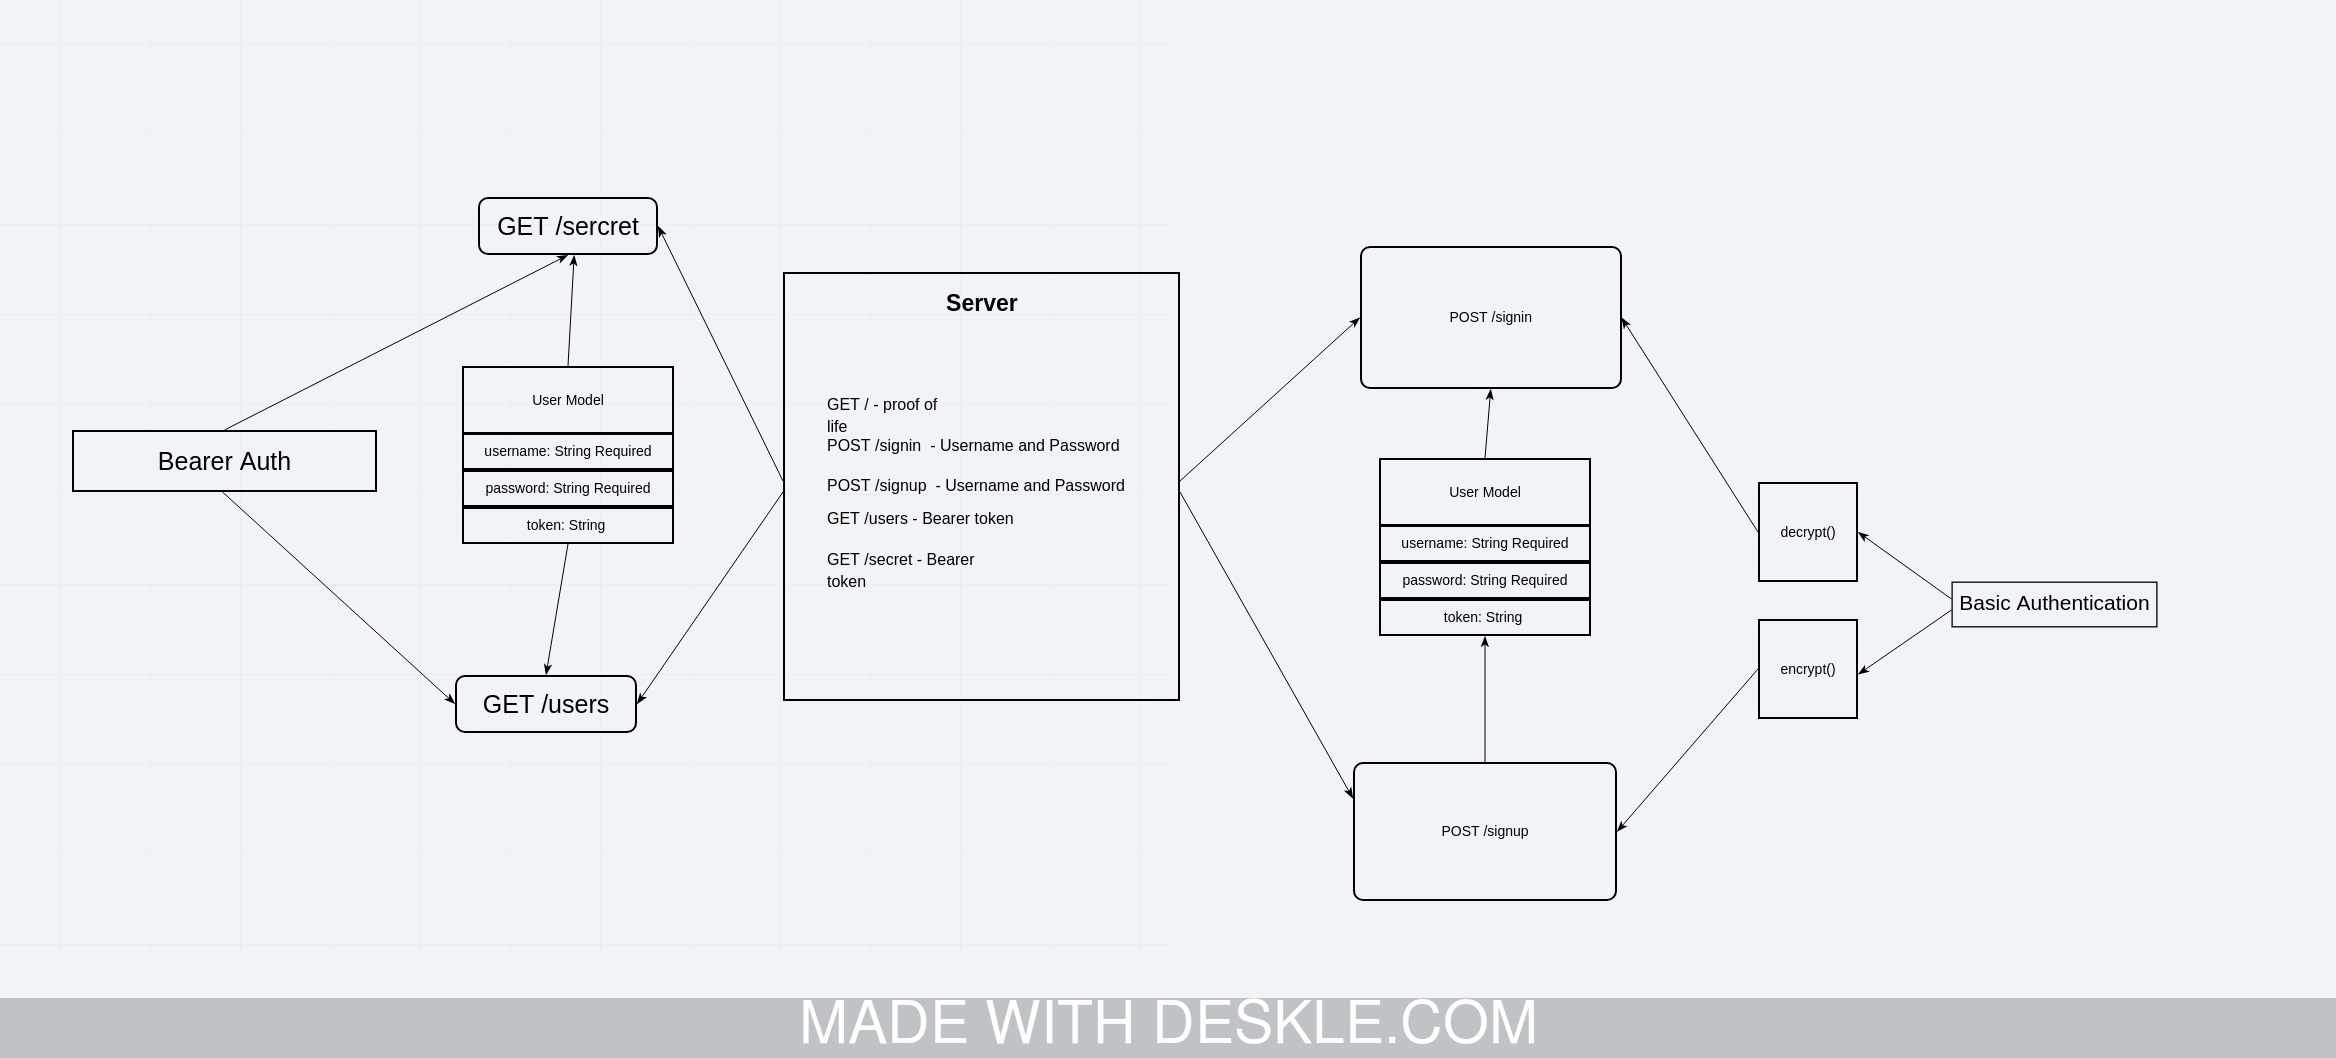 GET /sercret
Bearer Auth
User Model
username: String Required
password: String Required
token: String
GET /users
Server
GET / - proof of
life
POST /signin  - Username and Password
POST /signup  - Username and Password
GET /users - Bearer token
GET /secret - Bearer
token
POST /signin
User Model
username: String Required
password: String Required
token: String
POST /signup
decrypt()
encrypt()
Basic Authentication
MADE WITH DESKLE.COM